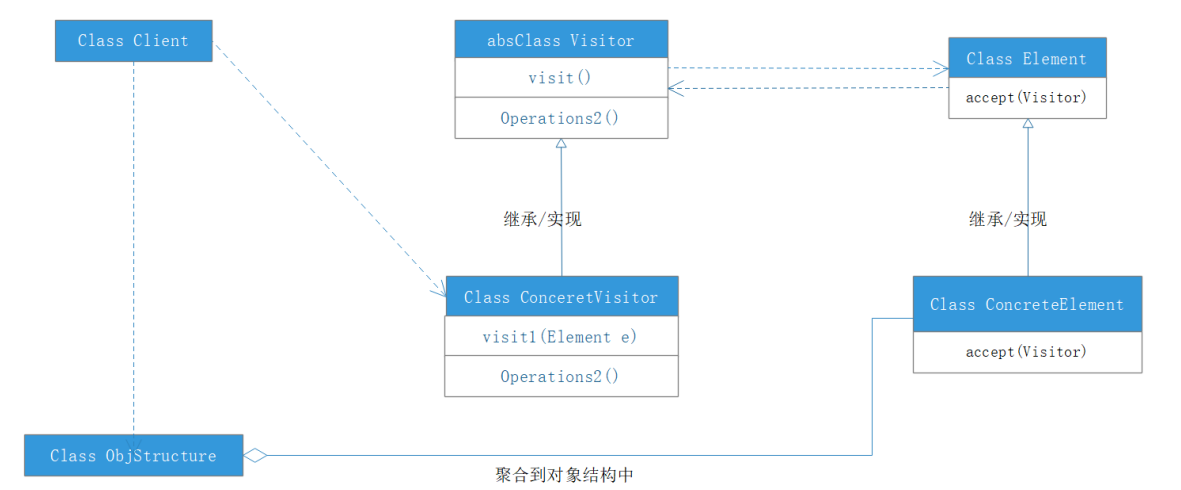 Class Client
absClass Visitor
visit()
Operations2()
Class Element
accept(Visitor)
继承/实现
继承/实现
Class ConceretVisitor
visit1(Element e)
Operations2()
Class ConcreteElement
accept(Visitor)
Class ObjStructure
聚合到对象结构中